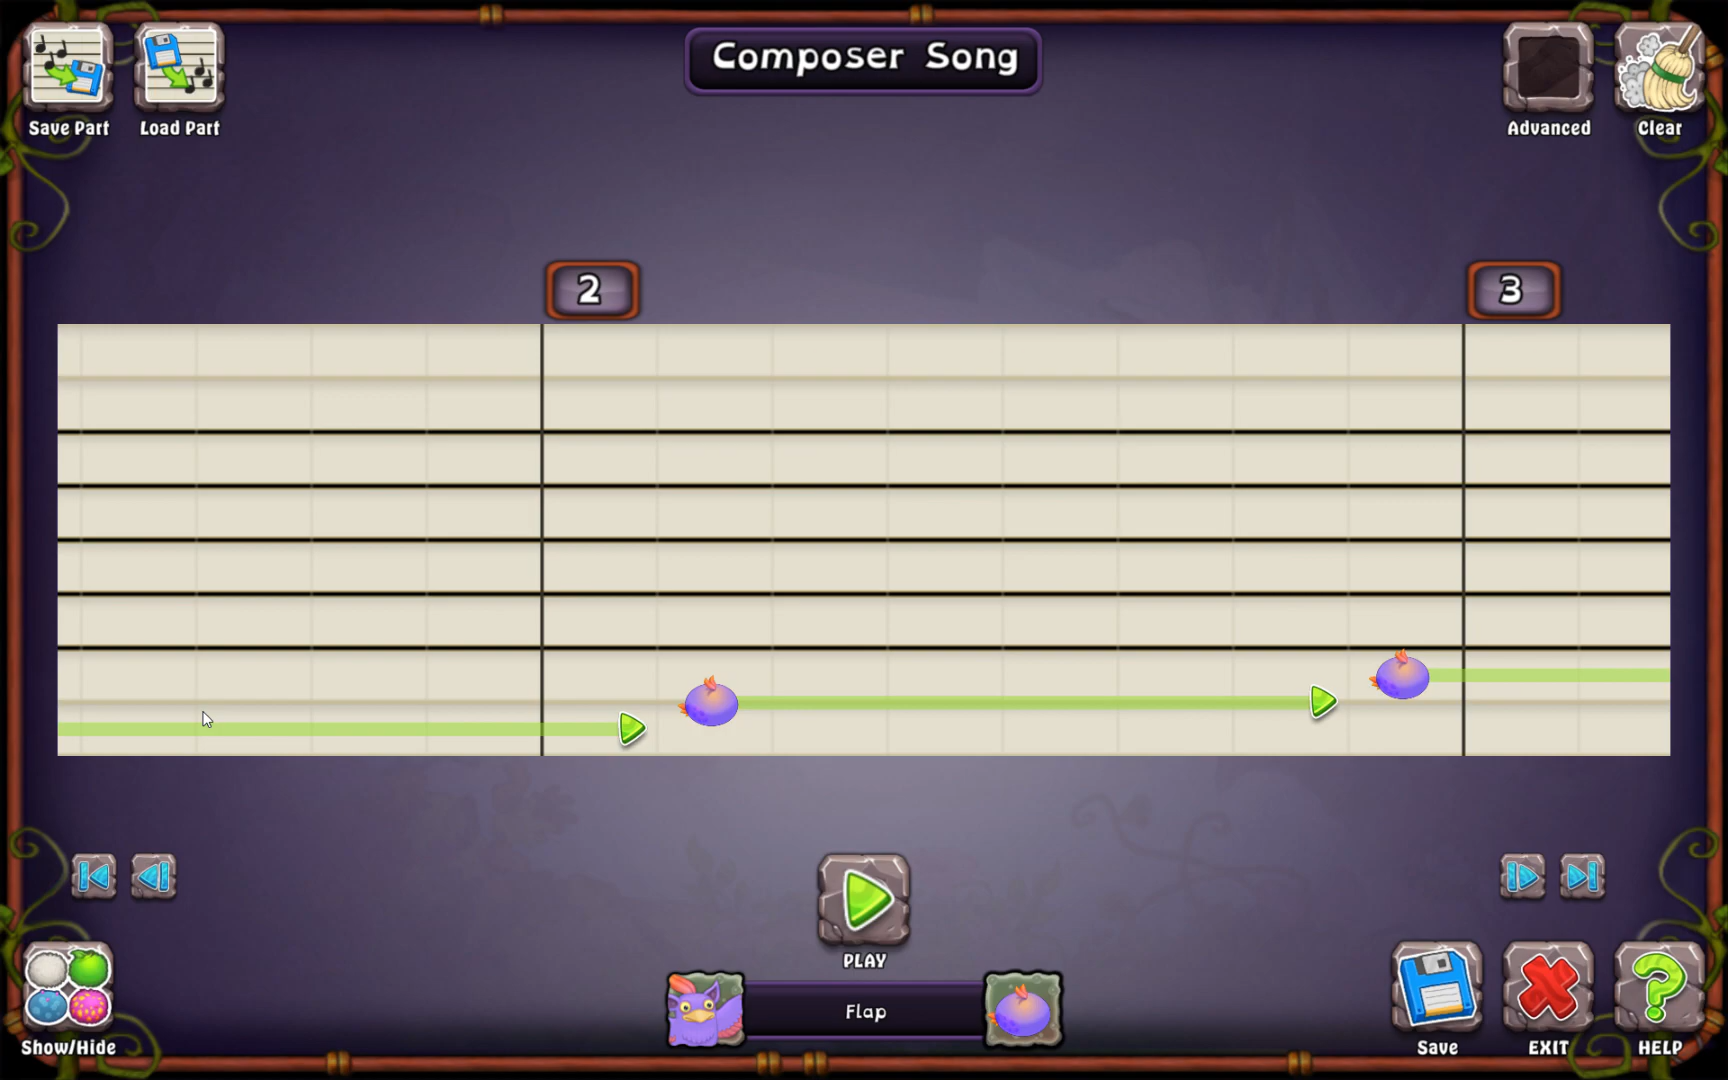 Composer Song
Save Part
Load Part
Advanced
Clear
2
3
PLAY
Flap
Show/Hide
Save
EXIT
HELP